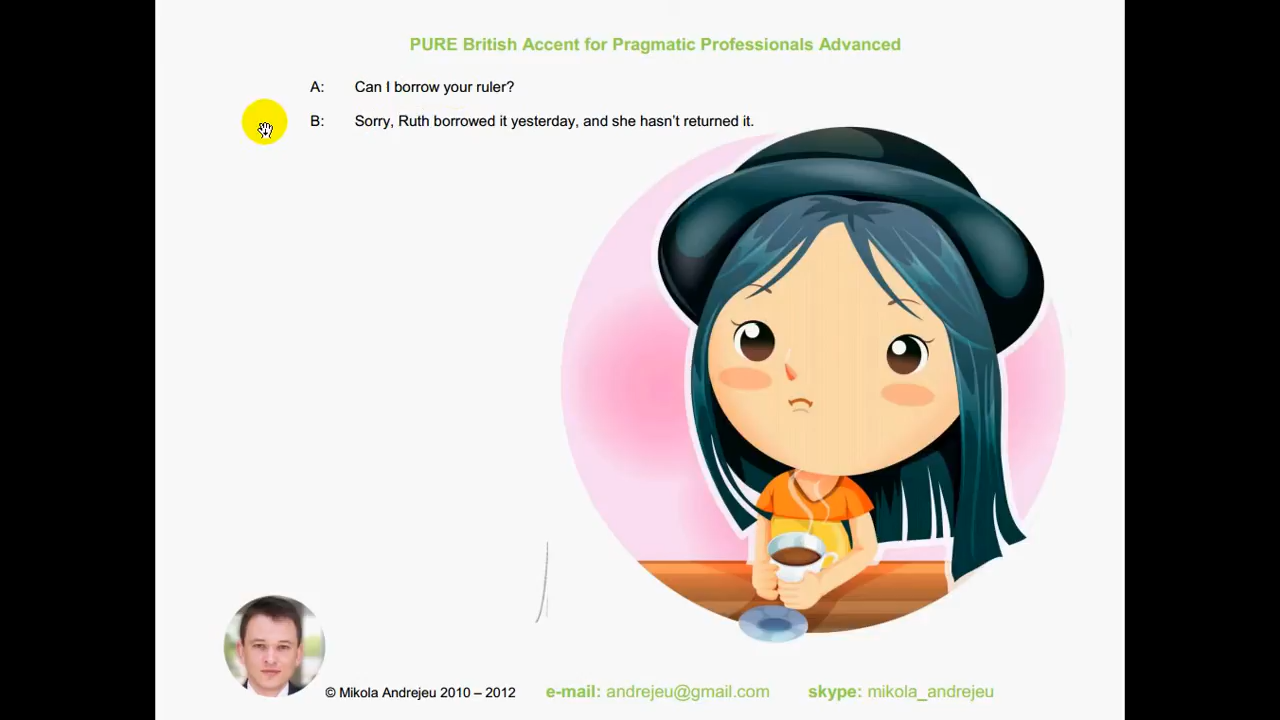 PURE British Accent for Pragmatic Professionals Advanced
A: Can I borrow your ruler?
B: Sorry, Ruth borrowed it yesterday, and she hasn’t returned it.
© Mikola Andrejeu 2010 – 2012 e-mail: andrejeu@gmail.com skype: mikola_andrejeu